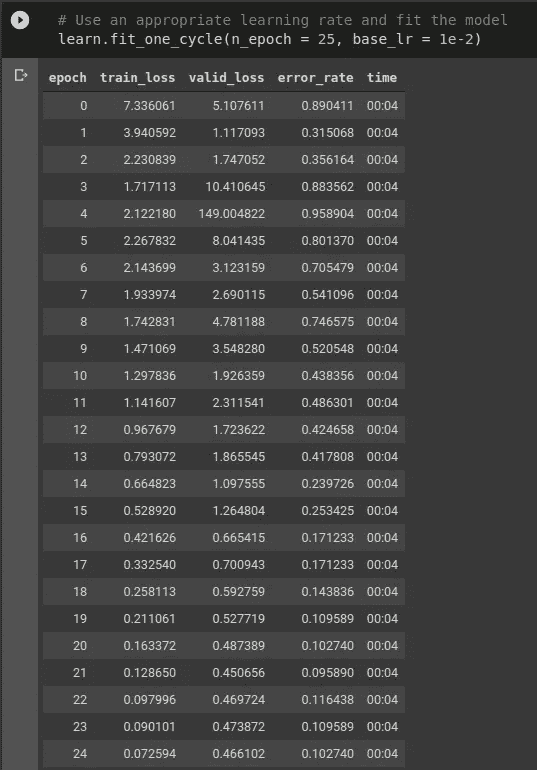 # Use an appropriate learning rate and fit the model
learn.fit_one_cycle(n_epoch = 25, base_lr = 1e-2)
epoch train_loss valid_loss error_rate time
0 7.336061 5.107611 0.890411 00:04
1 3.940592 1.117093 0.315068 00:04
2 2.230839 1.747052 0.356164 00:04
3 1.717113 10.410645 0.883562 00:04
4 2.122180 149.004822 0.958904 00:04
5 2.267832 8.041435 0.801370 00:04
6 2.143699 3.123159 0.705479 00:04
7 1.933974 2.690115 0.541096 00:04
8 1.742831 4.781188 0.746575 00:04
9 1.471069 3.548280 0.520548 00:04
10 1.297836 1.926359 0.438356 00:04
11 1.141607 2.311541 0.486301 00:04
12 0.967679 1.723622 0.424658 00:04
13 0.793072 1.865545 0.417808 00:04
14 0.664823 1.097555 0.239726 00:04
15 0.528920 1.264804 0.253425 00:04
16 0.421626 0.665415 0.171233 00:04
17 0.332540 0.700943 0.171233 00:04
18 0.258113 0.592759 0.143836 00:04
19 0.211061 0.527719 0.109589 00:04
20 0.163372 0.487389 0.102740 00:04
21 0.128650 0.450656 0.095890 00:04
22 0.097996 0.469724 0.116438 00:04
23 0.090101 0.473872 0.109589 00:04
24 0.072594 0.466102 0.102740 00:04